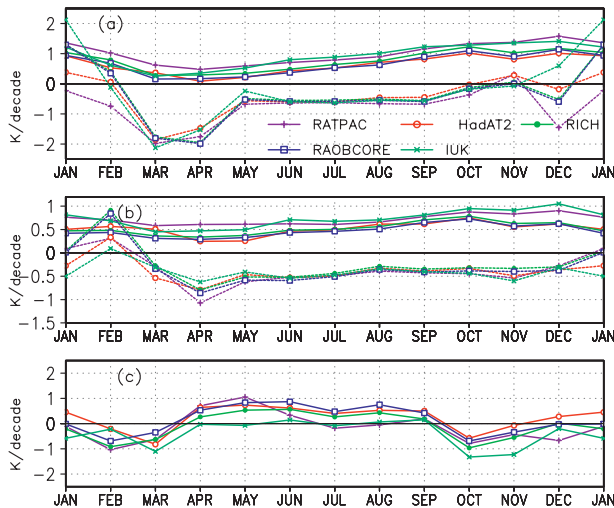 (a)
K/decade
2
1
0
-1
-2
RATPAC HadAT2 RICH
RAOBCORE IUK
JAN FEB MAR APR MAY JUN JUL AUG SEP OCT NOV DEC JAN
(b)
K/decade
1
0.5
0
-0.5
-1
-1.5
JAN FEB MAR APR MAY JUN JUL AUG SEP OCT NOV DEC JAN
(c)
K/decade
2
1
0
-1
-2
JAN FEB MAR APR MAY JUN JUL AUG SEP OCT NOV DEC JAN